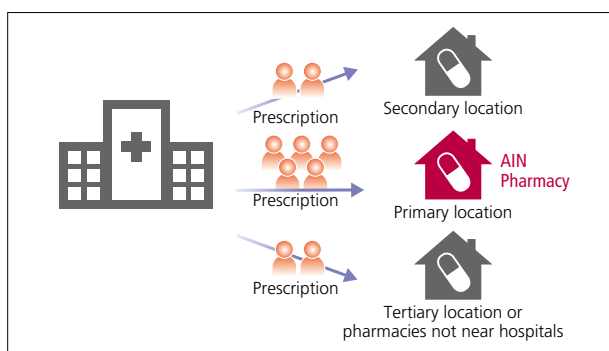 Prescription
Secondary location
Prescription
AIN
Pharmacy
Primary location
Prescription
Tertiary location or
pharmacies not near hospitals